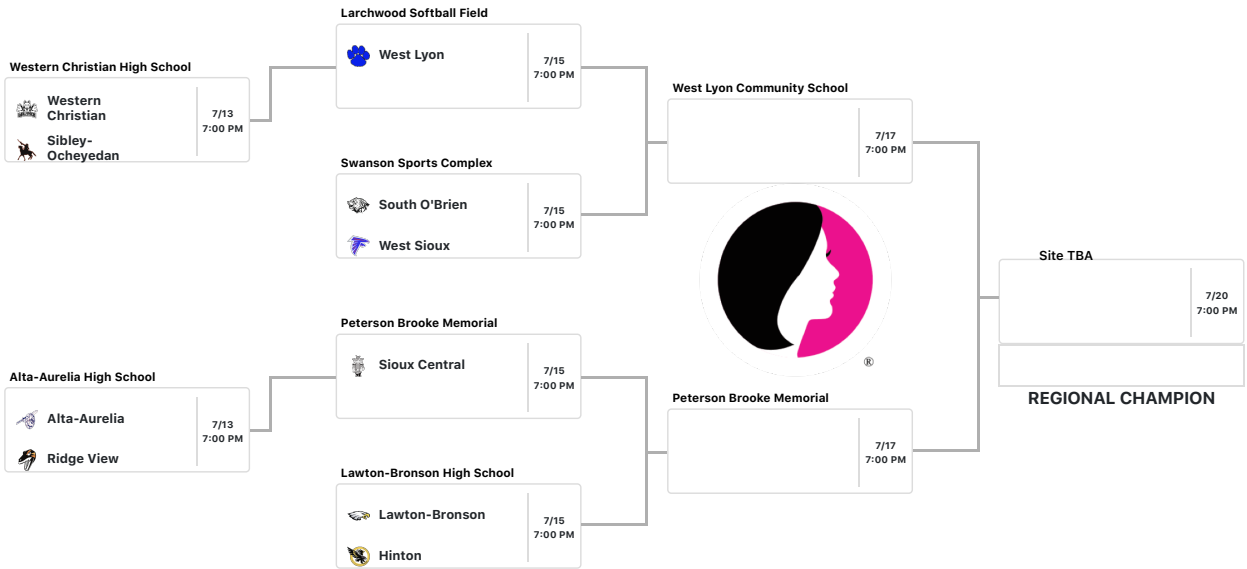 Larchwood Softball Field
West Lyon
7/15
7:00 PM
Western Christian High School
Western
Christian
Sibley-
Ocheyedan
7/13
7:00 PM
West Lyon Community School
7/17
7:00 PM
Swanson Sports Complex
South O'Brien
West Sioux
7/15
7:00 PM
®
Site TBA
7/20
7:00 PM
REGIONAL CHAMPION
Peterson Brooke Memorial
Sioux Central
7/15
7:00 PM
Alta-Aurelia High School
Alta-Aurelia
Ridge View
7/13
7:00 PM
Peterson Brooke Memorial
7/17
7:00 PM
Lawton-Bronson High School
Lawton-Bronson
Hinton
7/15
7:00 PM